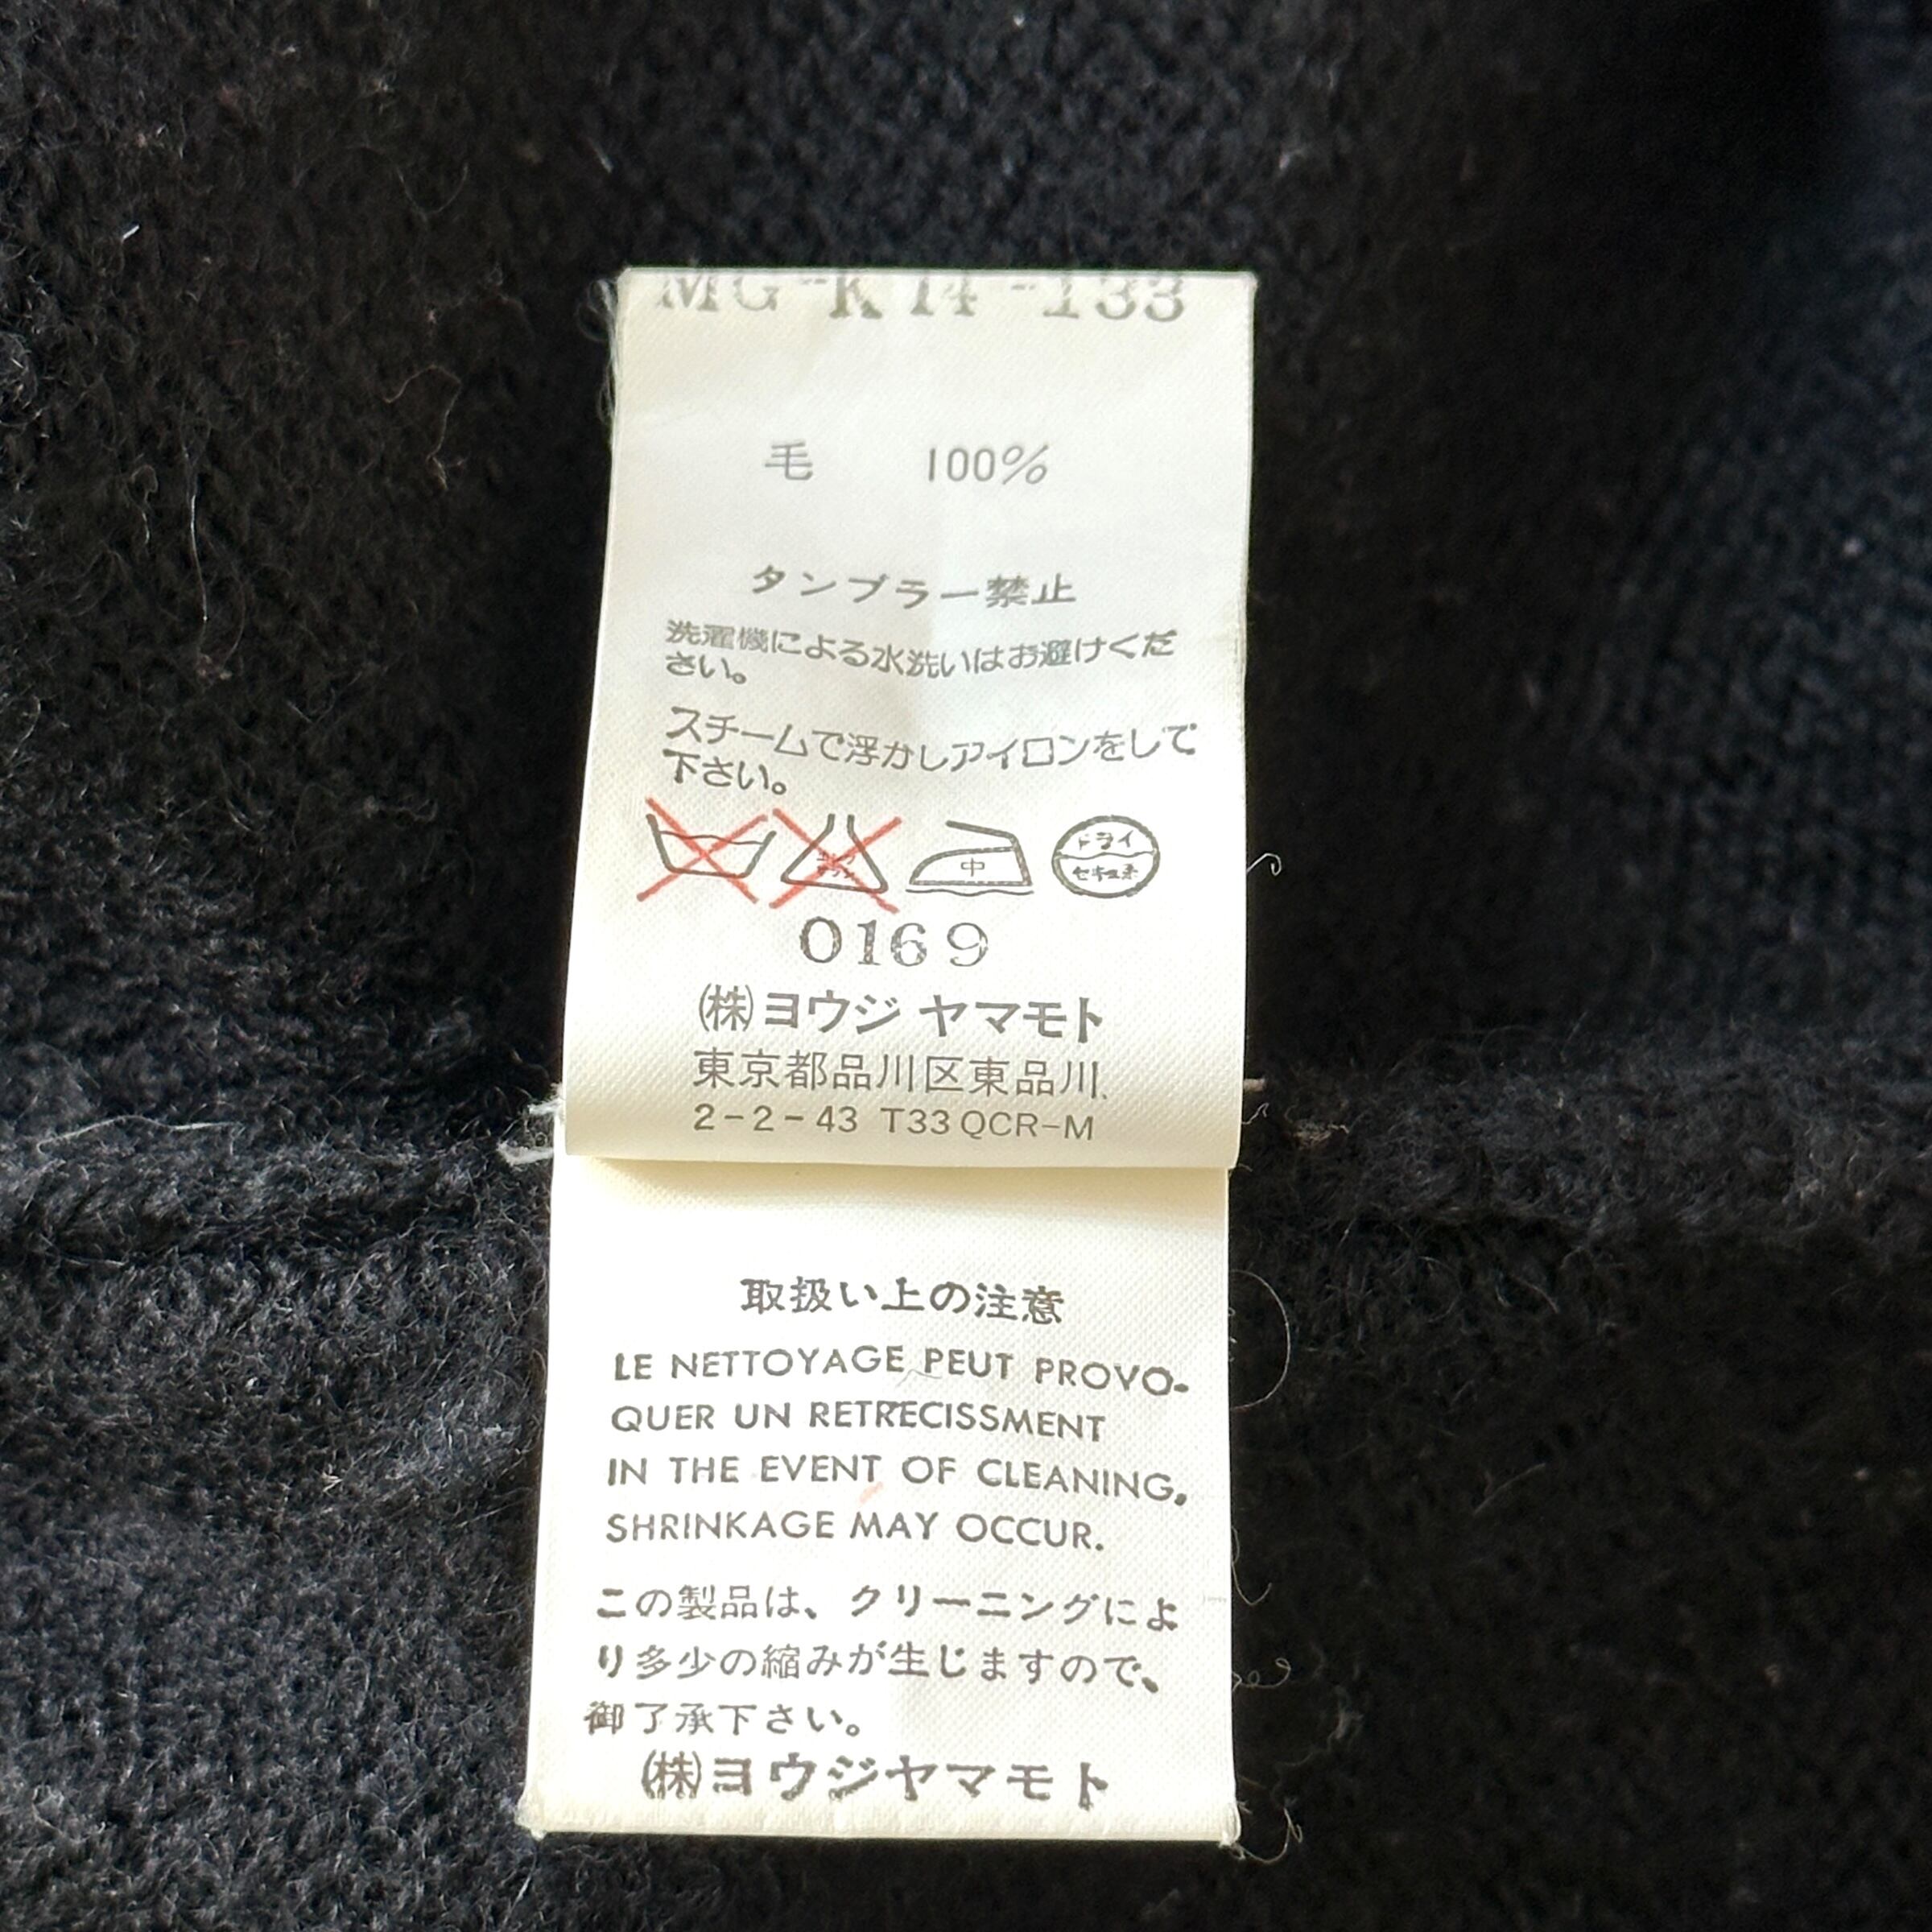 MG-K14-133
毛 100%
タンブラー禁止
洗濯機による水洗いはお避けくだ
さい。
スチームで浮かしアイロンをして
下さい。
中
ドライ
セキユ系
0169
(株)ヨウジ ヤマモト
東京都品川区東品川
2-2-43 T33QCR-M
取扱い上の注意
LE NETTOYAGE PEUT PROVO-
QUER UN RETRECISSMENT
IN THE EVENT OF CLEANING,
SHRINKAGE MAY OCCUR.
この製品は、クリーニングによ
り多少の縮みが生じますので、
御了承下さい。
(株)ヨウジヤマモト